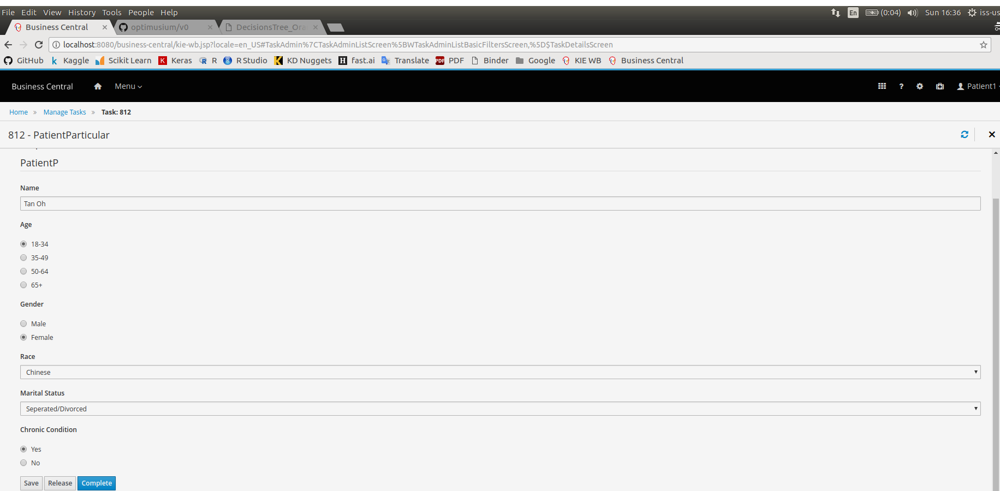 File Edit View History Tools People Help En (0:04) Sun 16:36 iss-us
Business Central × optimusium/v0 × DecisionsTree_Ora ×
localhost:8080/business-central/kie-wb.jsp?locale=en_US#TaskAdmin%7CTaskAdminListScreen%5BWTaskAdminListBasicFiltersScreen,%5D$TaskDetailsScreen
GitHub k Kaggle Scikit Learn K Keras R R R RStudio K KD Nuggets H fast.ai Translate PDF PDF Binder Google KIE WB Business Central
Business Central Menu ? Patient1
Home » Manage Tasks » Task: 812
812 - PatientParticular
PatientP
Name
Tan Oh
Age
18-34
35-49
50-64
65+
Gender
Male
Female
Race
Chinese
Marital Status
Seperated/Divorced
Chronic Condition
Yes
No
Save Release Complete